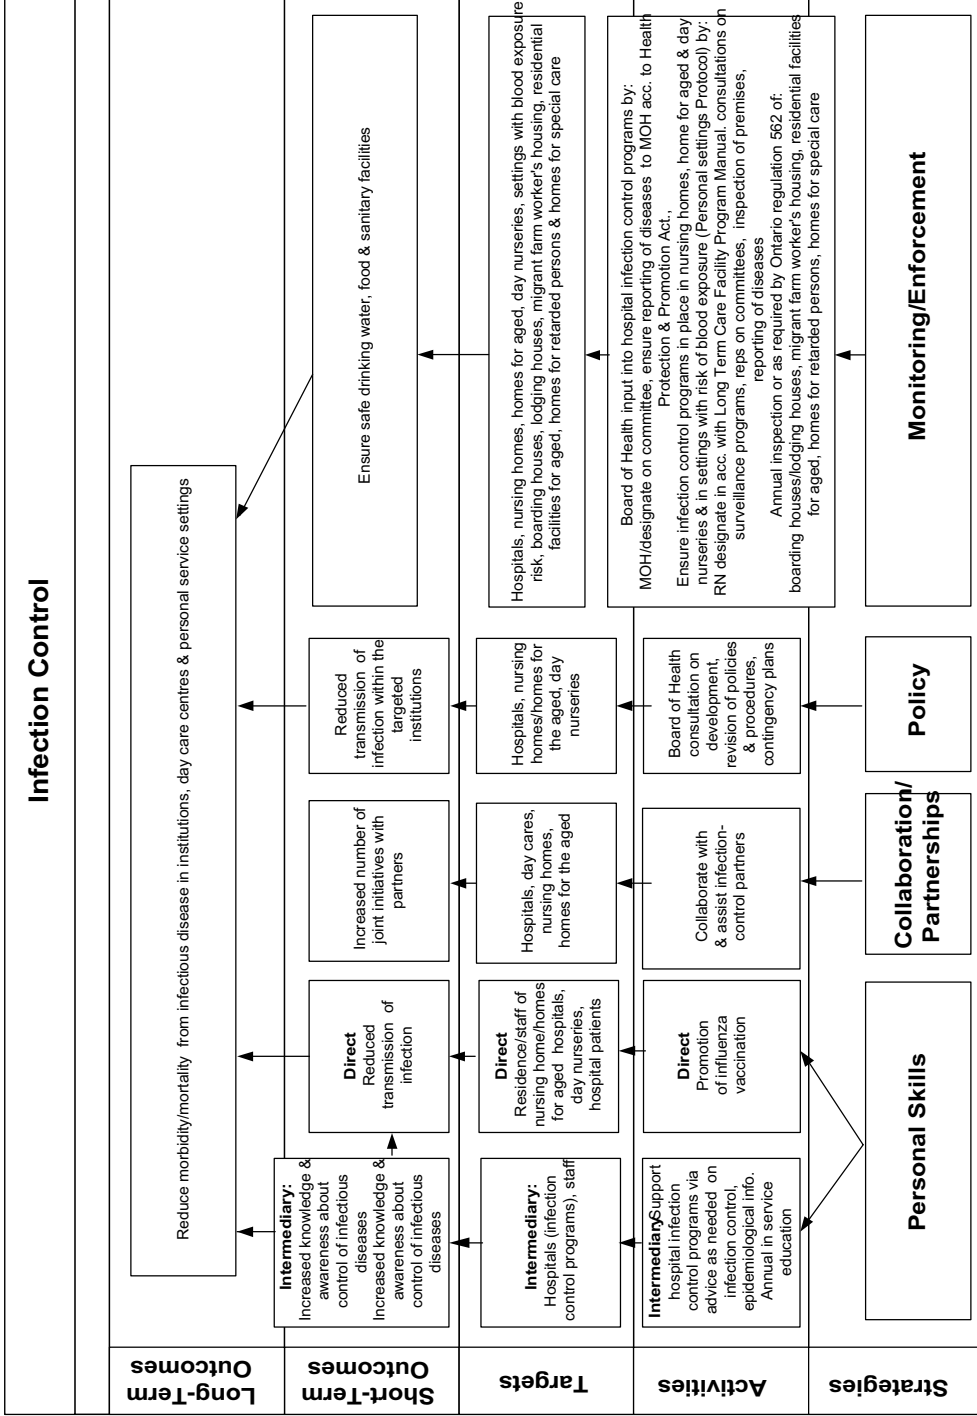 Infection Control
Long-Term
Outcomes
Reduce morbidity/mortality from infectious disease in institutions, day care centres & personal service settings
Short-Term
Outcomes
Intermediary:
Increased knowledge &
awareness about
control of infectious
diseases
Increased knowledge &
awareness about
control of infectious
diseases
Direct
Reduced
transmission of
infection
Increased number of
joint initiatives with
partners
Reduced
transmission of
infection within the
targeted
institutions
Ensure safe drinking water, food & sanitary facilities
Targets
Intermediary:
Hospitals (infection
control programs), staff
Direct
Residence/staff of
nursing home/homes
for aged hospitals,
day nurseries,
hospital patients
Hospitals, day cares,
nursing homes,
homes for the aged
Hospitals, nursing
homes/homes for
the aged, day
nurseries
Hospitals, nursing homes, homes for aged, day nurseries, settings with blood exposure
risk, boarding houses, lodging houses, migrant farm worker's housing, residential
facilities for aged, homes for retarded persons & homes for special care
Activities
Intermediary Support
hospital infection
control programs via
advice as needed on
infection control,
epidemiological info.
Annual in service
education
Direct
Promotion
of influenza
vaccination
Collaborate with
& assist infection-
control partners
Board of Health
consultation on
development,
revision of policies
& procedures,
contingency plans
Board of Health input into hospital infection control programs by:
MOH/designate on committee, ensure reporting of diseases to MOH acc. to Health
Protection & Promotion Act.,
Ensure infection control programs in place in nursing homes, home for aged & day
nurseries & in settings with risk of blood exposure (Personal settings Protocol) by:
RN designate in acc. with Long Term Care Facility Program Manual. consultations on
surveillance programs, reps on committees, inspection of premises,
reporting of diseases
Annual inspection or as required by Ontario regulation 562 of:
boarding houses/lodging houses, migrant farm worker's housing, residential facilities
for aged, homes for retarded persons, homes for special care
Strategies
Personal Skills
Collaboration/
Partnerships
Policy
Monitoring/Enforcement